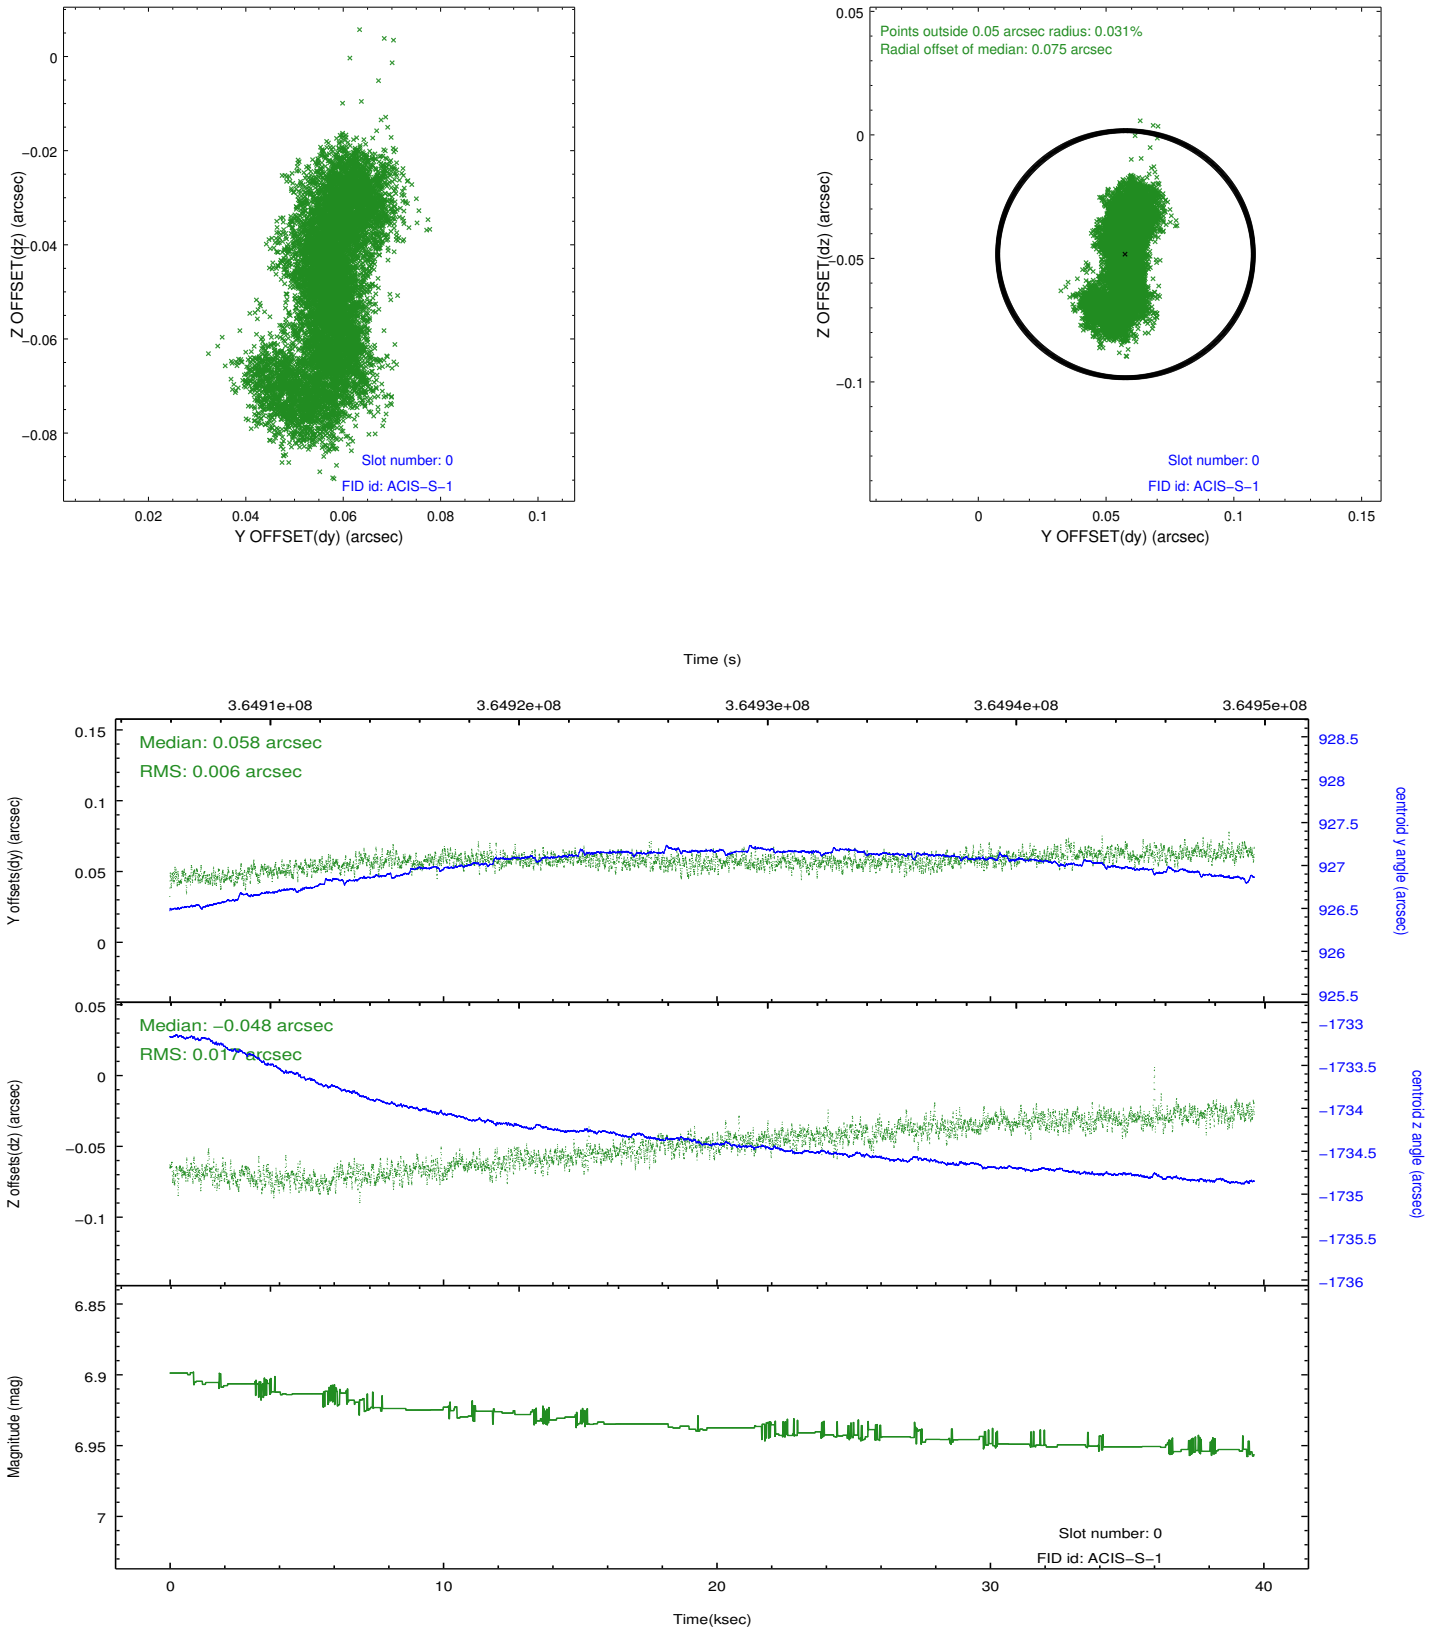 0
−0.02
−0.04
−0.06
−0.08
Z OFFSET(dz) (arcsec)
Slot number: 0
FID id: ACIS−S−1
0.02
0.04
0.06
0.08
0.1
Y OFFSET(dy) (arcsec)
Points outside 0.05 arcsec radius: 0.031%
Radial offset of median: 0.075 arcsec
0.05
0
−0.05
−0.1
Z OFFSET(dz) (arcsec)
Slot number: 0
FID id: ACIS−S−1
0
0.05
0.1
0.15
Y OFFSET(dy) (arcsec)
Time (s)
3.6491e+08
3.6492e+08
3.6493e+08
3.6494e+08
3.6495e+08
Median: 0.058 arcsec
RMS: 0.006 arcsec
0.15
0.1
0.05
0
Y offsets(dy) (arcsec)
928.5
928
927.5
927
926.5
926
925.5
centroid y angle (arcsec)
Median: −0.048 arcsec
RMS: 0.017 arcsec
0.05
0
−0.05
−0.1
Z offsets(dz) (arcsec)
−1733
−1733.5
−1734
−1734.5
−1735
−1735.5
−1736
centroid z angle (arcsec)
6.85
6.9
6.95
7
Magnitude (mag)
Slot number: 0
FID id: ACIS−S−1
0
10
20
30
40
Time(ksec)